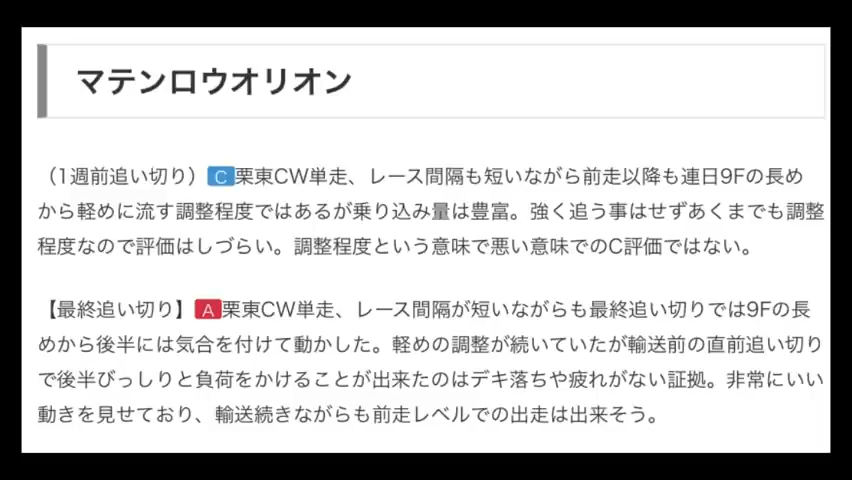 マテンロウオリオン
（1週前追い切り）C栗東CW単走、レース間隔も短いながら前走以降も連日9Fの長め
から軽めに流す調整程度ではあるが乗り込み量は豊富。強く追う事はせずあくまでも調整
程度なので評価はしづらい。調整程度という意味で悪い意味でのC評価ではない。
【最終追い切り】A栗東CW単走、レース間隔が短いながらも最終追い切りでは9Fの長
めから後半には気合を付けて動かした。軽めの調整が続いていたが輸送前の直前追い切り
で後半びっしりと負荷をかけることが出来たのはデキ落ちや疲れがない証拠。非常にいい
動きを見せており、輸送続きながらも前走レベルでの出走は出来そう。